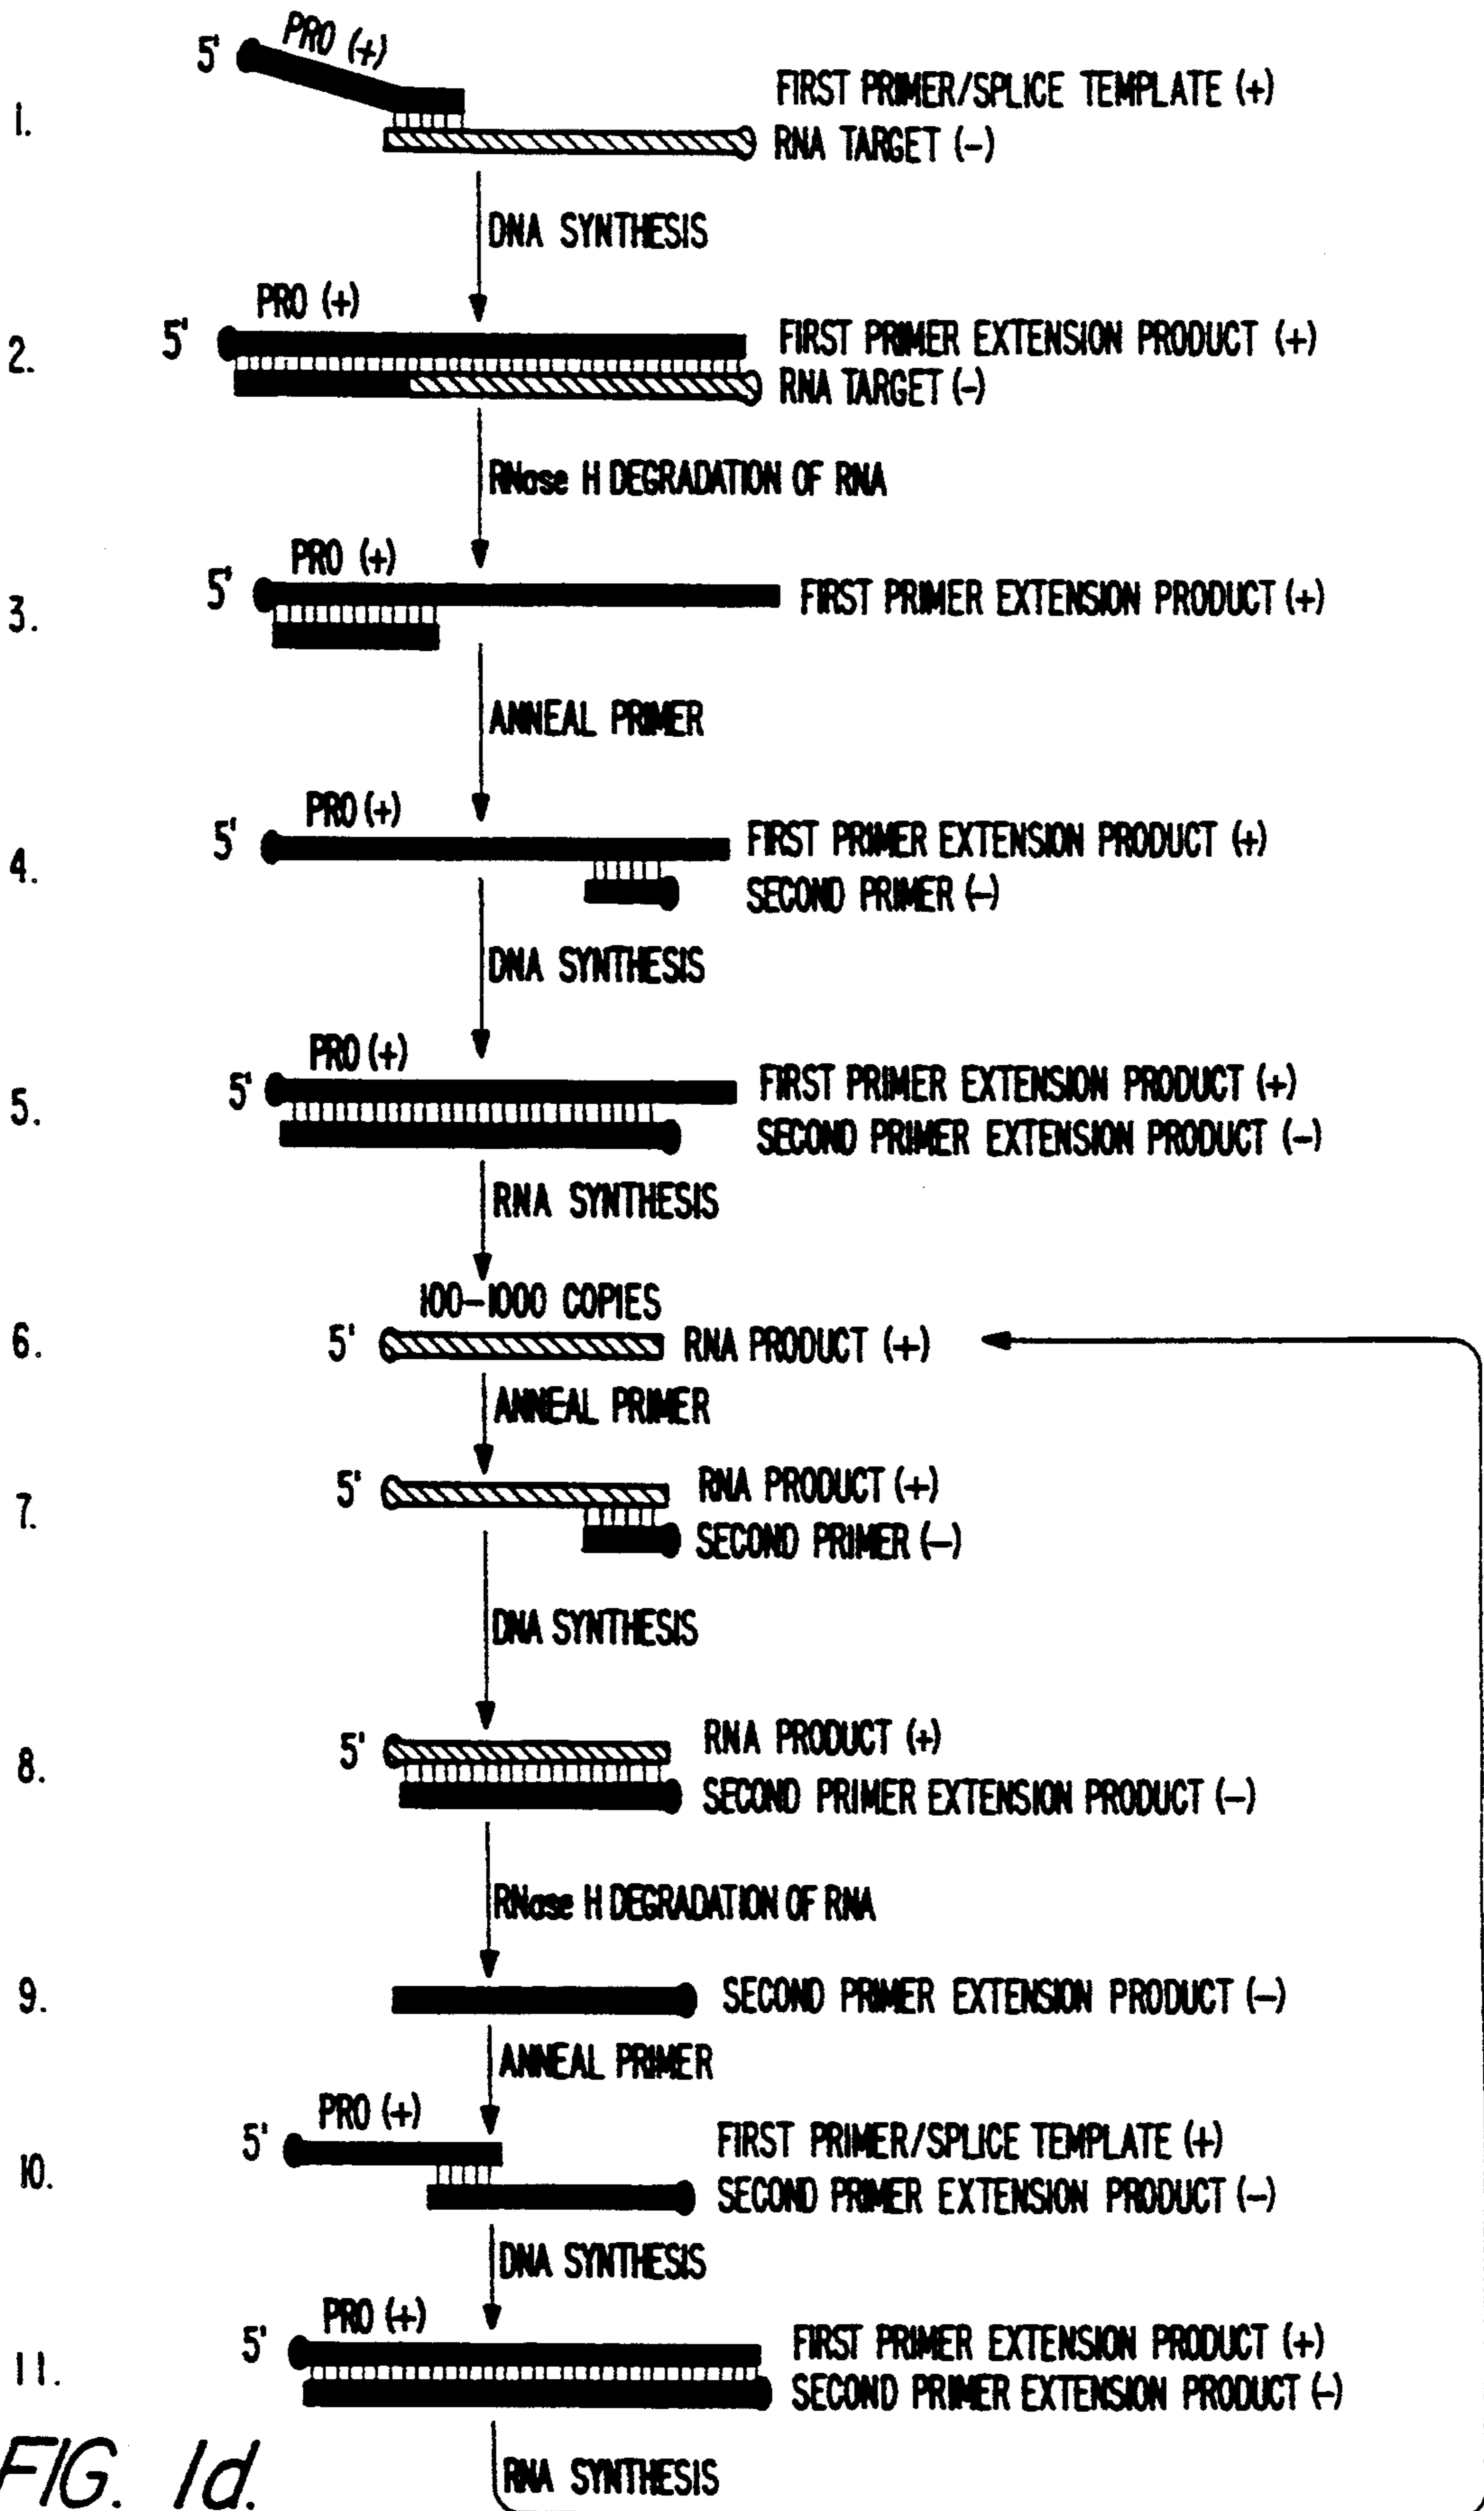 PRO (+)
5'
1.
FIRST PRIMER/SPLICE TEMPLATE (+)
RNA TARGET (-)
DNA SYNTHESIS
PRO (+)
5'
2.
FIRST PRIMER EXTENSION PRODUCT (+)
RNA TARGET (-)
RNase H DEGRADATION OF RNA
PRO (+)
5'
3.
FIRST PRIMER EXTENSION PRODUCT (+)
ANNEAL PRIMER
PRO (+)
5'
4.
FIRST PRIMER EXTENSION PRODUCT (+)
SECOND PRIMER (-)
DNA SYNTHESIS
PRO (+)
5'
5.
FIRST PRIMER EXTENSION PRODUCT (+)
SECOND PRIMER EXTENSION PRODUCT (-)
RNA SYNTHESIS
100-1000 COPIES
6.
5' RNA PRODUCT (+)
ANNEAL PRIMER
5'
7.
RNA PRODUCT (+)
SECOND PRIMER (-)
DNA SYNTHESIS
5'
8.
RNA PRODUCT (+)
SECOND PRIMER EXTENSION PRODUCT (-)
RNase H DEGRADATION OF RNA
9.
SECOND PRIMER EXTENSION PRODUCT (-)
ANNEAL PRIMER
PRO (+)
5'
10.
FIRST PRIMER/SPLICE TEMPLATE (+)
SECOND PRIMER EXTENSION PRODUCT (-)
DNA SYNTHESIS
PRO (+)
5'
11.
FIRST PRIMER EXTENSION PRODUCT (+)
SECOND PRIMER EXTENSION PRODUCT (-)
RNA SYNTHESIS
FIG. 1d.